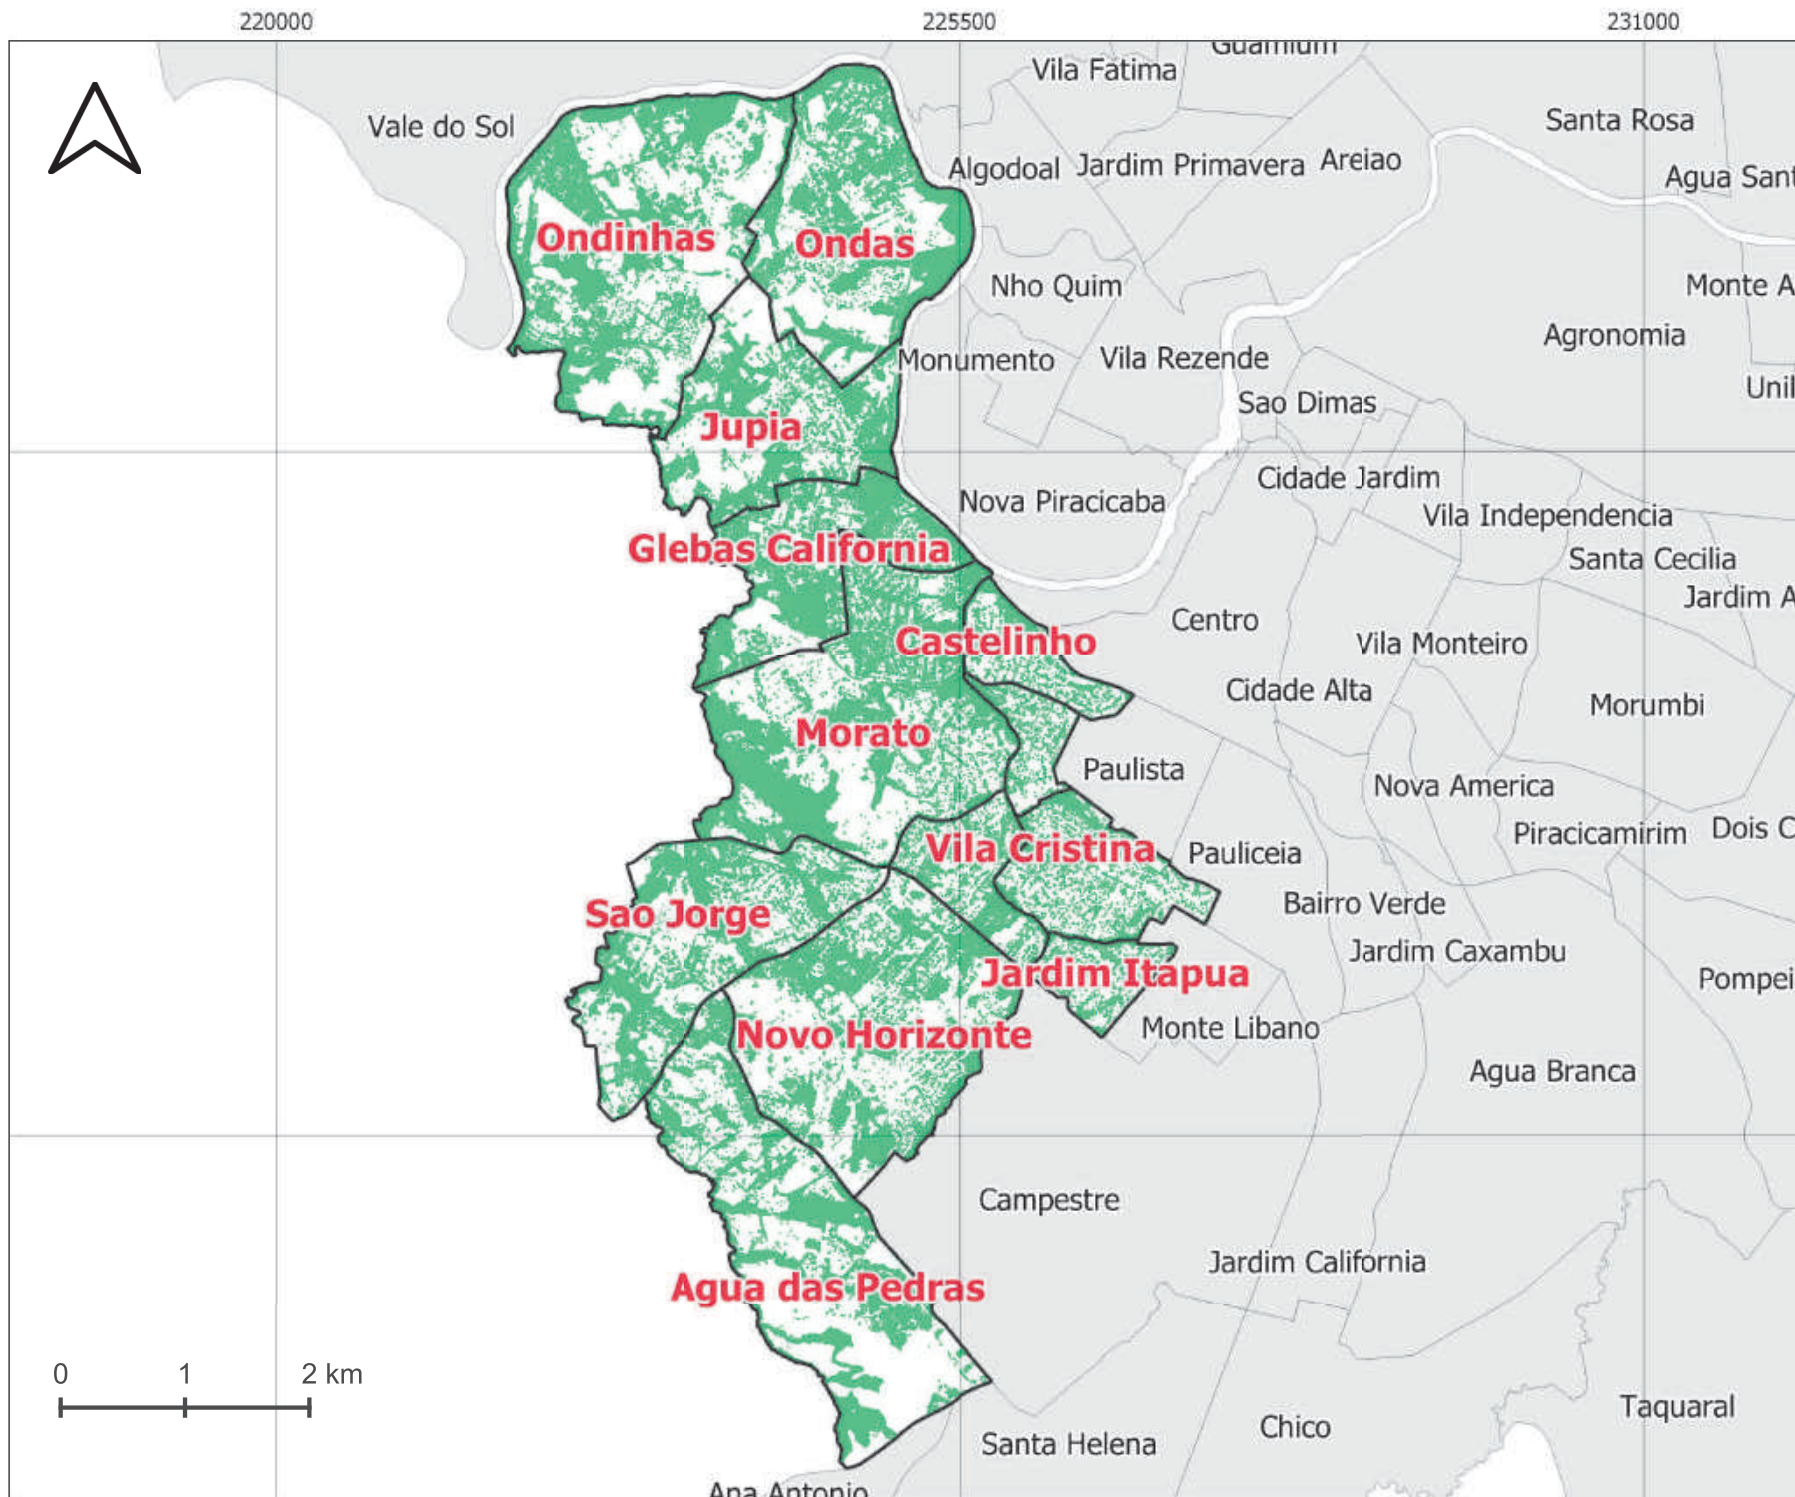 220000
225500
231000
Guamium
Vila Fatima
Vale do Sol
Santa Rosa
Algodoal
Jardim Primavera
Areiao
Agua Sant
Ondinhas
Ondas
Nho Quim
Monte A
Monumento
Vila Rezende
Agronomia
Unil
Sao Dimas
Jupia
Cidade Jardim
Nova Piracicaba
Vila Independencia
Glebas California
Santa Cecilia
Jardim A
Centro
Castelinho
Vila Monteiro
Cidade Alta
Morumbi
Morato
Paulista
Nova America
Piracicamirim
Dois C
Vila Cristina
Pauliceia
Sao Jorge
Bairro Verde
Jardim Caxambu
Jardim Itapua
Pompei
Novo Horizonte
Monte Libano
Agua Branca
Campestre
Jardim California
Agua das Pedras
0 1 2 km
Taquaral
Chico
Santa Helena
Ana Antonio